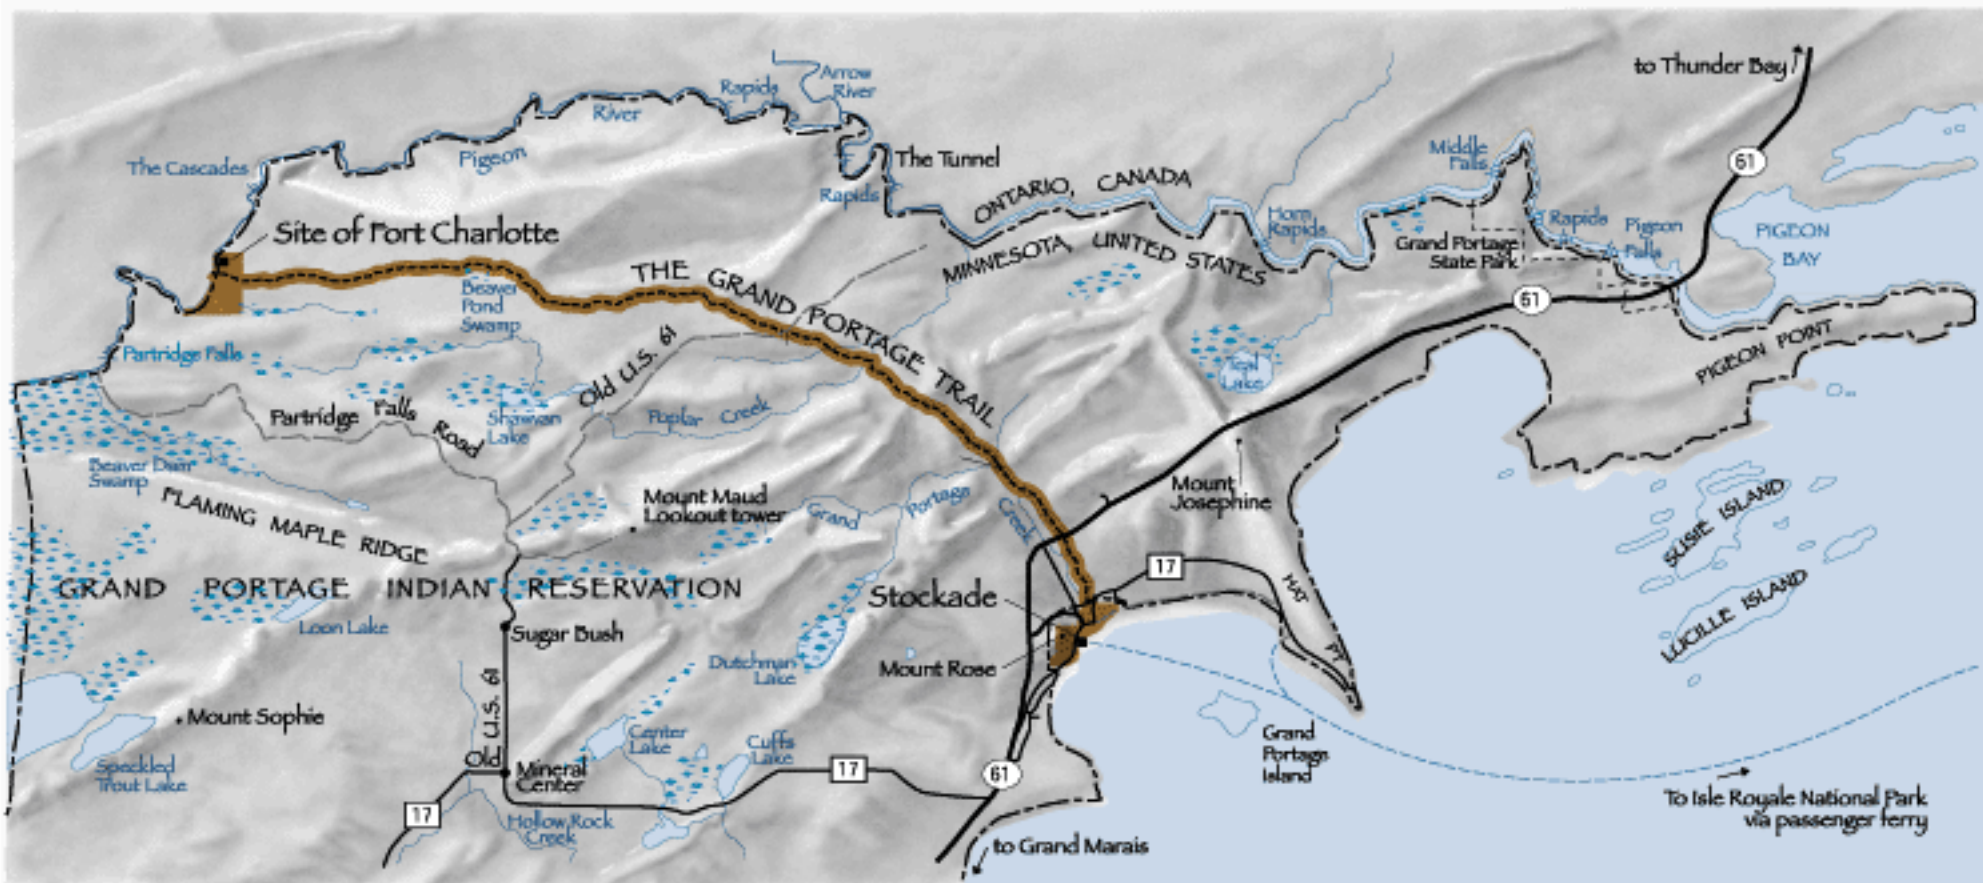 to Thunder Bay
Arrow
River
Rapids
River
Pigeon
The Cascades
The Tunnel
Rapids
Middle
Falls
61
ONTARIO, CANADA
MINNESOTA, UNITED STATES
Horn
Rapids
Rapids
Pigeon
Falls
PIGEON
BAY
Grand Portage
State Park
Site of Fort Charlotte
THE GRAND PORTAGE TRAIL
Beaver
Pond
Swamp
61
PIGEON POINT
Partridge Falls
Old U.S. 61
Teal
Lake
Partridge Falls Road
Shawan
Lake
Poplar Creek
Beaver Dam
Swamp
FLAMING MAPLE RIDGE
Mount Maud
Lookout tower
Grand Portage
Creek
Mount
Josephine
SUSIE ISLAND
GRAND PORTAGE INDIAN RESERVATION
Stockade
17
HAT PT
LUCILLE ISLAND
Loon Lake
Sugar Bush
Dutchman
Lake
Mount Rose
Old U.S. 61
Mount Sophie
Center
Lake
Cuffs
Lake
Grand
Portage
Island
Speckled
Trout Lake
Mineral
Center
17
61
17
Hollow Rock
Creek
To Isle Royale National Park
via passenger ferry
to Grand Marais